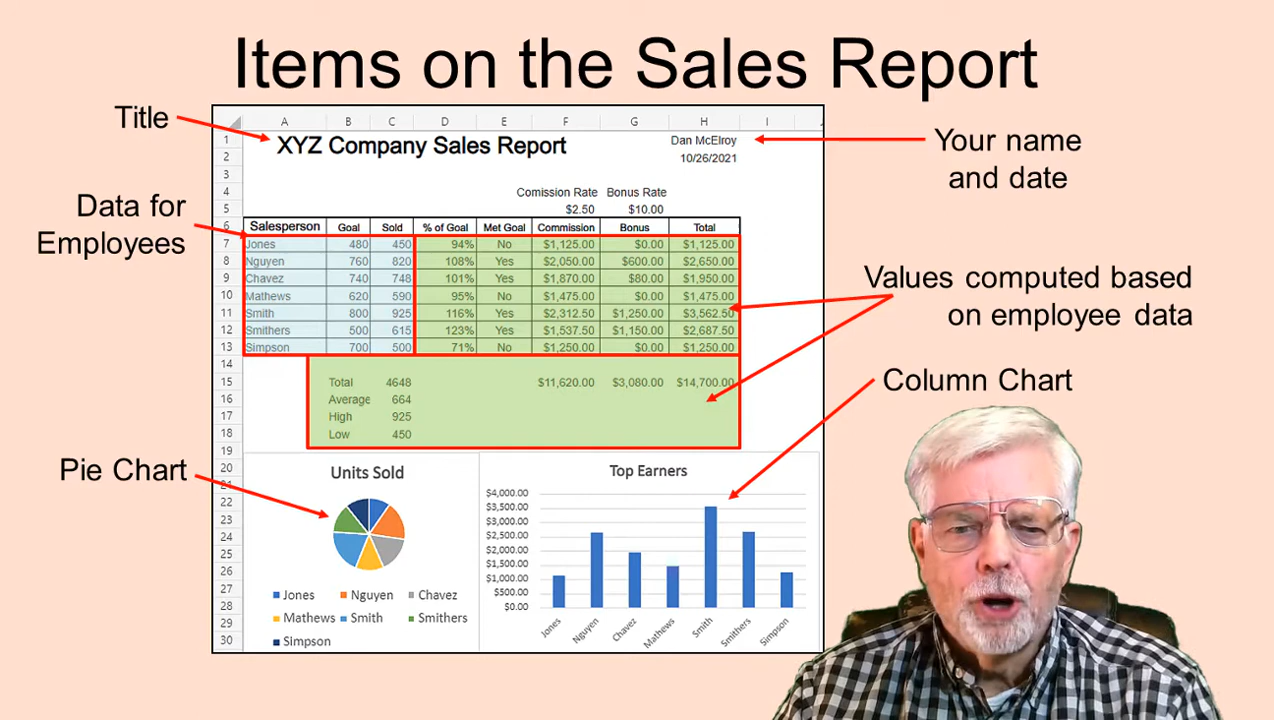 Items on the Sales Report
Title
Data for
Employees
Pie Chart
Your name
and date
Values computed based
on employee data
Column Chart
A B C D E F G H I
1 XYZ Company Sales Report Dan McElroy
2 10/26/2021
3
4 Comission Rate Bonus Rate
5 $2.50 $10.00
6 Salesperson Goal Sold % of Goal Met Goal Commission Bonus Total
7 Jones 480 450 94% No $1,125.00 $0.00 $1,125.00
8 Nguyen 760 820 108% Yes $2,050.00 $600.00 $2,650.00
9 Chavez 740 748 101% Yes $1,870.00 $80.00 $1,950.00
10 Mathews 620 590 95% No $1,475.00 $0.00 $1,475.00
11 Smith 800 925 116% Yes $2,312.50 $1,250.00 $3,562.50
12 Smithers 500 615 123% Yes $1,537.50 $1,150.00 $2,687.50
13 Simpson 700 500 71% No $1,250.00 $0.00 $1,250.00
14
15 Total 4648 $11,620.00 $3,080.00 $14,700.00
16 Average 664
17 High 925
18 Low 450
19
20
21
22
23
24
25
26
27
28
29
30
Units Sold
Jones Nguyen Chavez
Mathews Smith Smithers
Simpson
Top Earners
$4,000.00
$3,500.00
$3,000.00
$2,500.00
$2,000.00
$1,500.00
$1,000.00
$500.00
$0.00
Jones Nguyen Chavez Mathews Smith Smithers Simpson